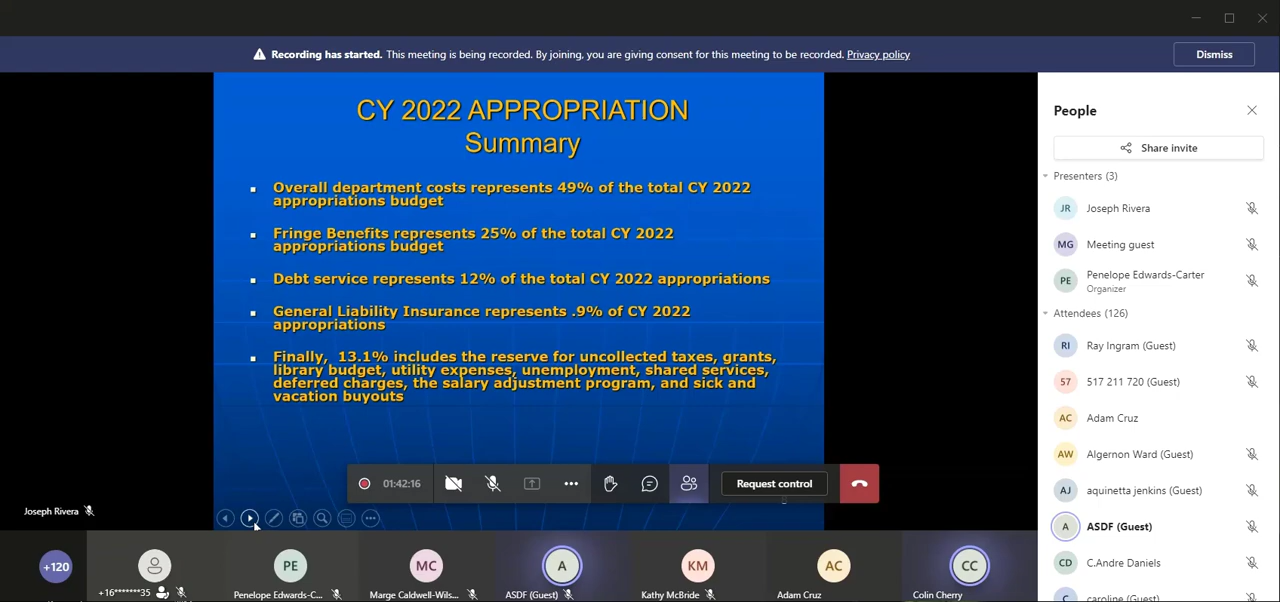 Recording has started. This meeting is being recorded. By joining, you are giving consent for this meeting to be recorded. Privacy policy
Dismiss
CY 2022 APPROPRIATION
Summary
Overall department costs represents 49% of the total CY 2022
appropriations budget
Fringe Benefits represents 25% of the total CY 2022
appropriations budget
Debt service represents 12% of the total CY 2022 appropriations
General Liability Insurance represents .9% of CY 2022
appropriations
Finally, 13.1% includes the reserve for uncollected taxes, grants,
library budget, utility expenses, unemployment, shared services,
deferred charges, the salary adjustment program, and sick and
vacation buyouts
01:42:16
Request control
Joseph Rivera
+120
+16*******35
PE
Penelope Edwards-C...
MC
Marge Caldwell-Wils...
A
ASDF (Guest)
KM
Kathy McBride
AC
Adam Cruz
CC
Colin Cherry
People
Share invite
Presenters (3)
JR
Joseph Rivera
MG
Meeting guest
PE
Penelope Edwards-Carter
Organizer
Attendees (126)
RI
Ray Ingram (Guest)
57
517 211 720 (Guest)
AC
Adam Cruz
AW
Algernon Ward (Guest)
AJ
aquinetta jenkins (Guest)
A
ASDF (Guest)
CD
C.Andre Daniels
caroline (Guest)